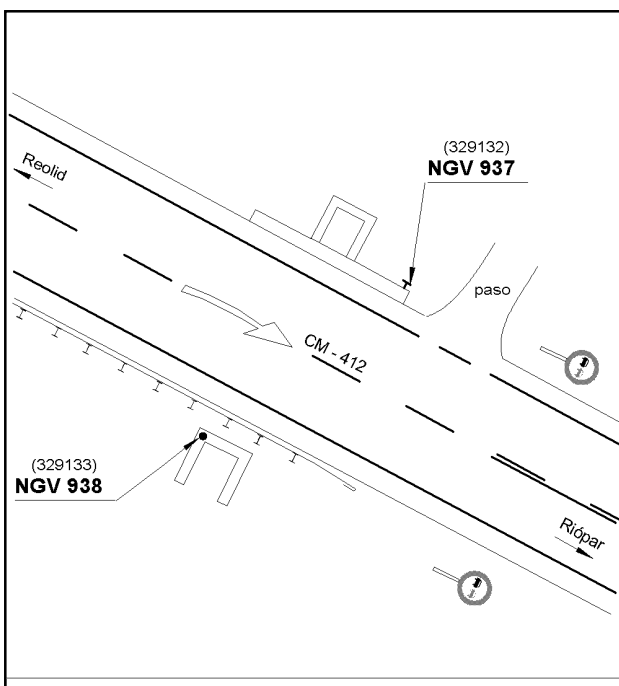 (329132)
NGV 937
Reolid
paso
CM - 412
(329133)
NGV 938
Riópar